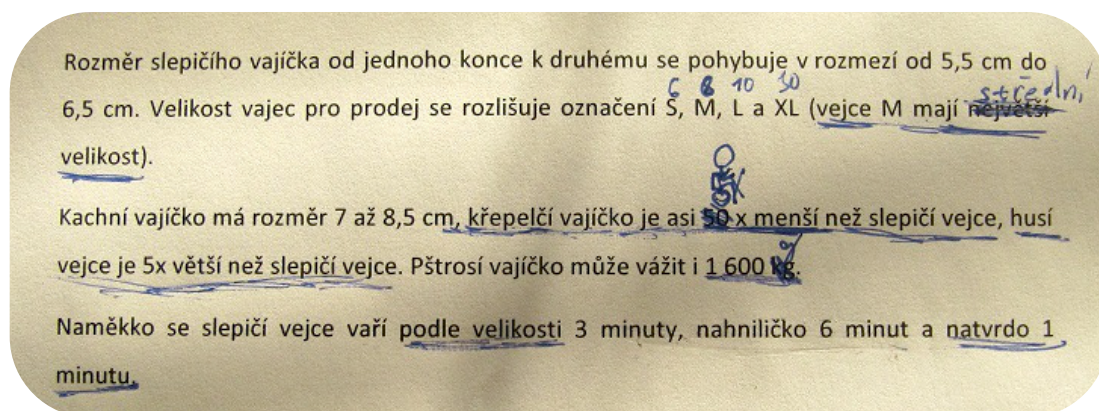 Rozměr slepičího vajíčka od jednoho konce k druhému se pohybuje v rozmezí od 5,5 cm do
6 8 10 30 střední
6,5 cm. Velikost vajec pro prodej se rozlišuje označení S, M, L a XL (vejce M mají největší
velikost).
Kachní vajíčko má rozměr 7 až 8,5 cm, křepelčí vajíčko je asi 50 x menší než slepičí vejce, husí
vejce je 5x větší než slepičí vejce. Pštrosí vajíčko může vážit i 1 600 kg.
Naměkko se slepičí vejce vaří podle velikosti 3 minuty, nahniličko 6 minut a natvrdo 1
minutu.